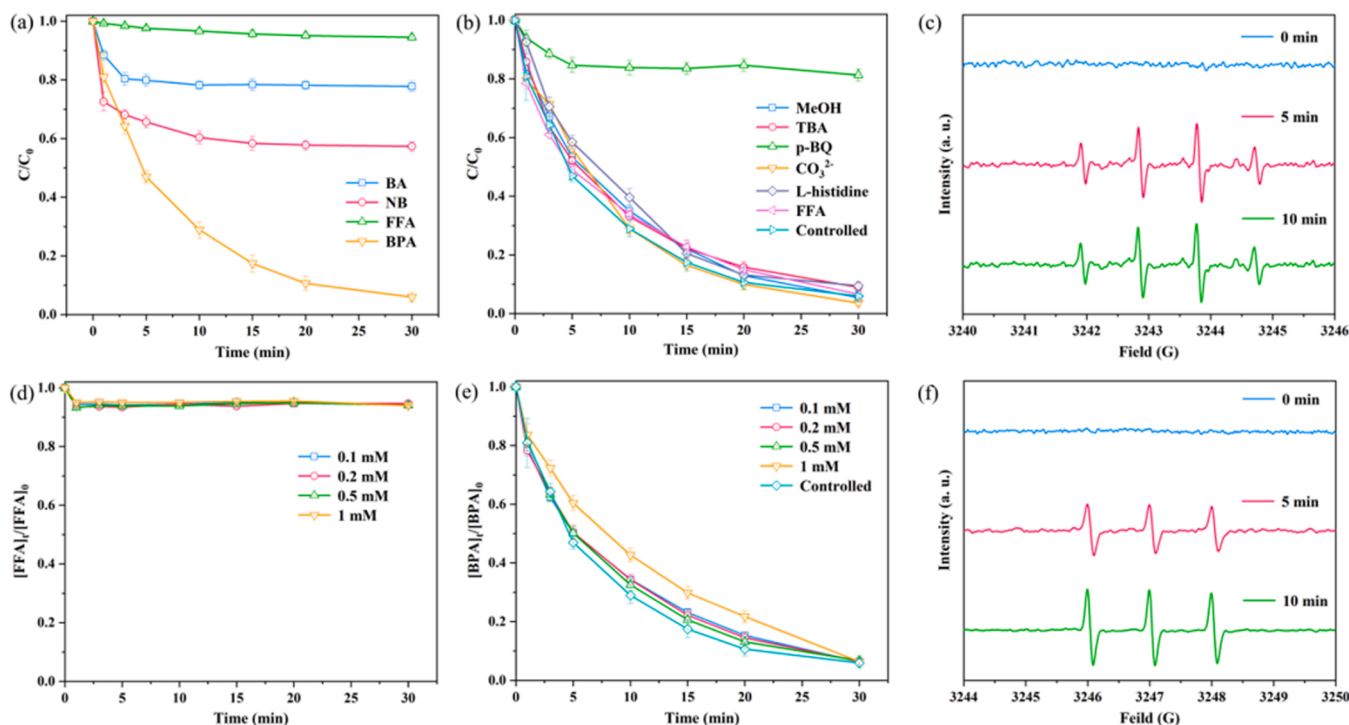 (a)
1.0
0.8
0.6
0.4
0.2
0.0
C/C₀
BA
NB
FFA
BPA
0 5 10 15 20 25 30
Time (min)
(b)
1.0
0.8
0.6
0.4
0.2
0.0
C/C₀
MeOH
TBA
p-BQ
CO₃²⁻
L-histidine
FFA
Controlled
0 5 10 15 20 25 30
Time (min)
(c)
Intensity (a. u.)
0 min
5 min
10 min
3240 3241 3242 3243 3244 3245 3246
Field (G)
(d)
1.0
0.8
0.6
0.4
0.2
0.0
[FFA]ₜ/[FFA]₀
0.1 mM
0.2 mM
0.5 mM
1 mM
0 5 10 15 20 25 30
Time (min)
(e)
1.0
0.8
0.6
0.4
0.2
0.0
[BPA]ₜ/[BPA]₀
0.1 mM
0.2 mM
0.5 mM
1 mM
Controlled
0 5 10 15 20 25 30
Time (min)
(f)
Intensity (a. u.)
0 min
5 min
10 min
3244 3245 3246 3247 3248 3249 3250
Feild (G)